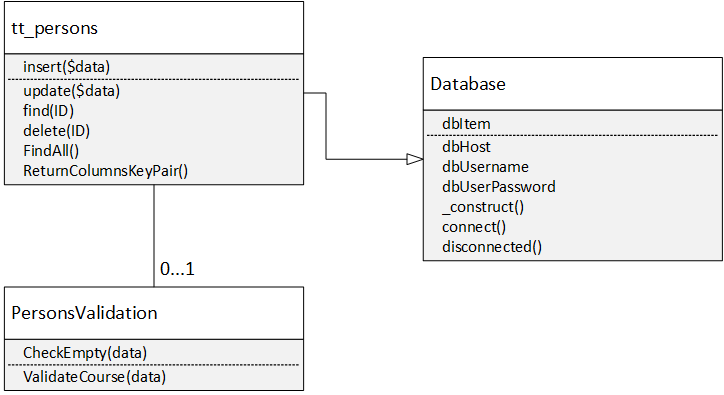 tt_persons
insert($data)
update($data)
find(ID)
delete(ID)
FindAll()
ReturnColumnsKeyPair()
Database
dbItem
dbHost
dbUsername
dbUserPassword
_construct()
connect()
disconnected()
0...1
PersonsValidation
CheckEmpty(data)
ValidateCourse(data)